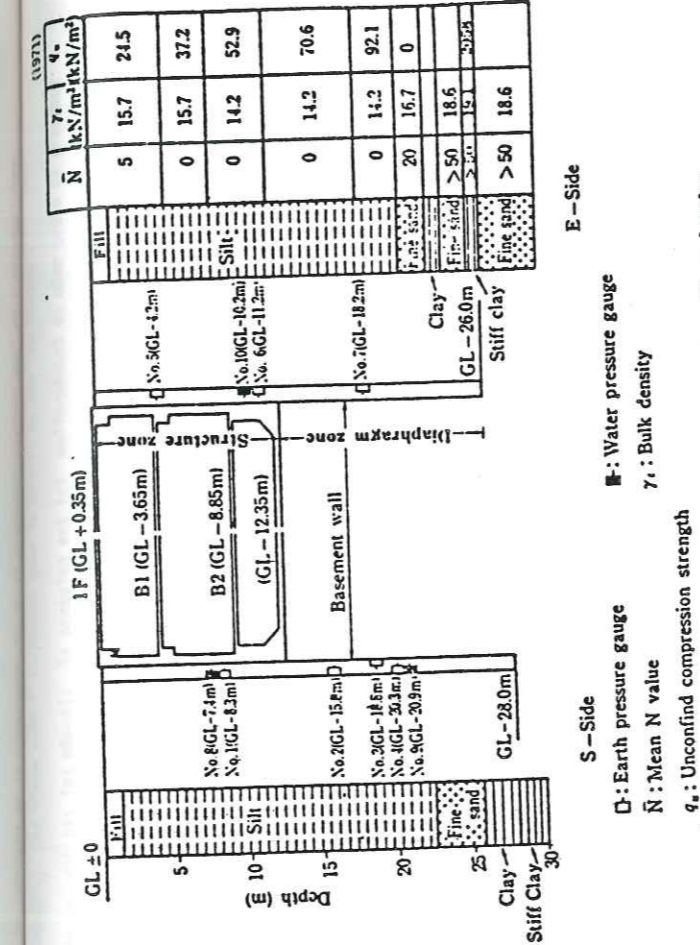 (1971)
N̄ γₜ (kN/m³) qᵤ (kN/m²)
5 15.7 24.5
0 15.7 37.2
0 14.2 52.9
0 14.2 70.6
0 14.2 92.1
20 16.7 0
>50 18.6
>50
>50 18.6
GL ±0
1F (GL +0.35m)
Fill
Silt
Fine sand
Clay
Stiff Clay
Depth (m)
5
10
15
20
25
30
No.8(GL-7.4m)
No.1(GL-8.3m)
No.2(GL-15.8m)
No.3(GL-18.6m)
No.4(GL-20.3m)
No.9(GL-20.9m)
GL-28.0m
B1 (GL-3.65m)
B2 (GL-8.85m)
(GL-12.35m)
Structure zone
Diaphragm zone
Basement wall
No.5(GL-4.2m)
No.10(GL-10.2m)
No.6(GL-11.2m)
No.7(GL-18.2m)
GL-26.0m
Fill
Silt
Fine sand
Clay
Fine sand
Stiff clay
Fine sand
S-Side
E-Side
: Earth pressure gauge
: Water pressure gauge
N̄ : Mean N value
γₜ : Bulk density
qᵤ : Unconfind compression strength